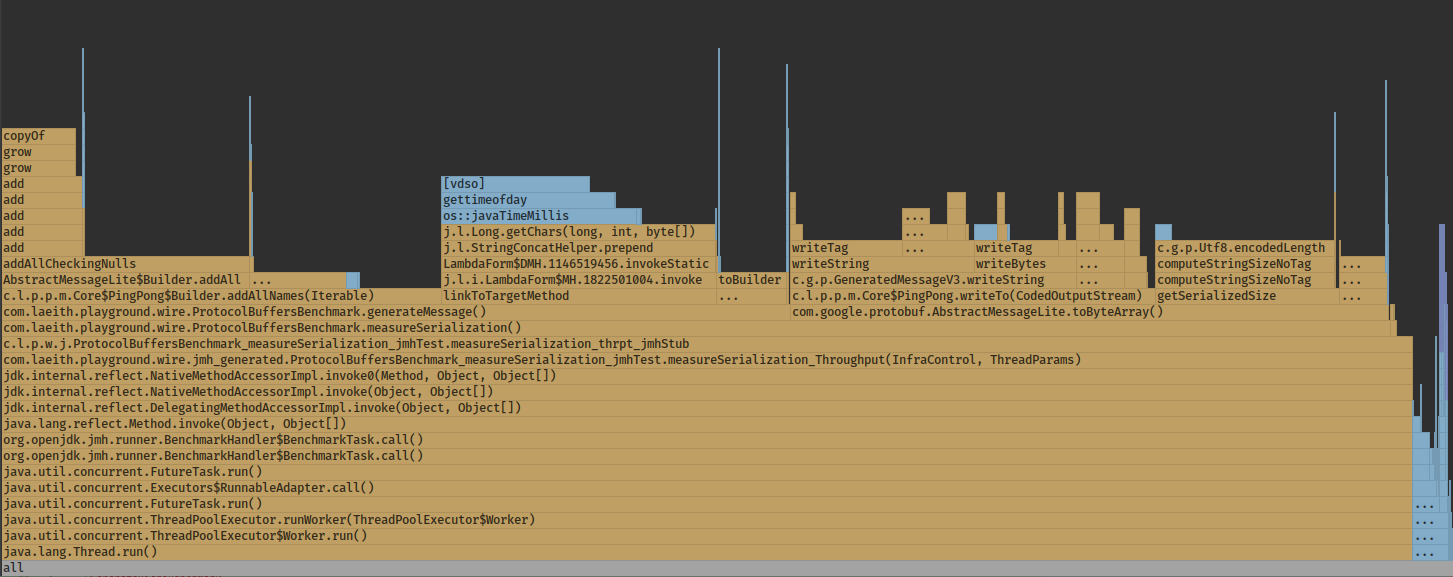 copyOf
grow
grow
add [vdso]
add gettimeofday
add os::javaTimeMillis ...
add j.l.Long.getChars(long, int, byte[]) ...
add j.l.StringConcatHelper.prepend writeTag ... writeTag ... c.g.p.Utf8.encodedLength
addAllCheckingNulls LambdaForm$DMH.1146519456.invokeStatic writeString writeBytes ... computeStringSizeNoTag ...
AbstractMessageLite$Builder.addAll ... j.l.i.LambdaForm$MH.1822501004.invoke toBuilder c.g.p.GeneratedMessageV3.writeString ... computeStringSizeNoTag ...
c.l.p.p.m.Core$PingPong$Builder.addAllNames(Iterable) linkToTargetMethod ... c.l.p.p.m.Core$PingPong.writeTo(CodedOutputStream) getSerializedSize ...
com.laeith.playground.wire.ProtocolBuffersBenchmark.generateMessage() com.google.protobuf.AbstractMessageLite.toByteArray()
com.laeith.playground.wire.ProtocolBuffersBenchmark.measureSerialization()
c.l.p.w.j.ProtocolBuffersBenchmark_measureSerialization_jmhTest.measureSerialization_thrpt_jmhStub
com.laeith.playground.wire.jmh_generated.ProtocolBuffersBenchmark_measureSerialization_jmhTest.measureSerialization_Throughput(InfraControl, ThreadParams)
jdk.internal.reflect.NativeMethodAccessorImpl.invoke0(Method, Object, Object[])
jdk.internal.reflect.NativeMethodAccessorImpl.invoke(Object, Object[])
jdk.internal.reflect.DelegatingMethodAccessorImpl.invoke(Object, Object[])
java.lang.reflect.Method.invoke(Object, Object[])
org.openjdk.jmh.runner.BenchmarkHandler$BenchmarkTask.call()
org.openjdk.jmh.runner.BenchmarkHandler$BenchmarkTask.call()
java.util.concurrent.FutureTask.run()
java.util.concurrent.Executors$RunnableAdapter.call()
java.util.concurrent.FutureTask.run() ...
java.util.concurrent.ThreadPoolExecutor.runWorker(ThreadPoolExecutor$Worker) ...
java.util.concurrent.ThreadPoolExecutor$Worker.run() ...
java.lang.Thread.run() ...
all